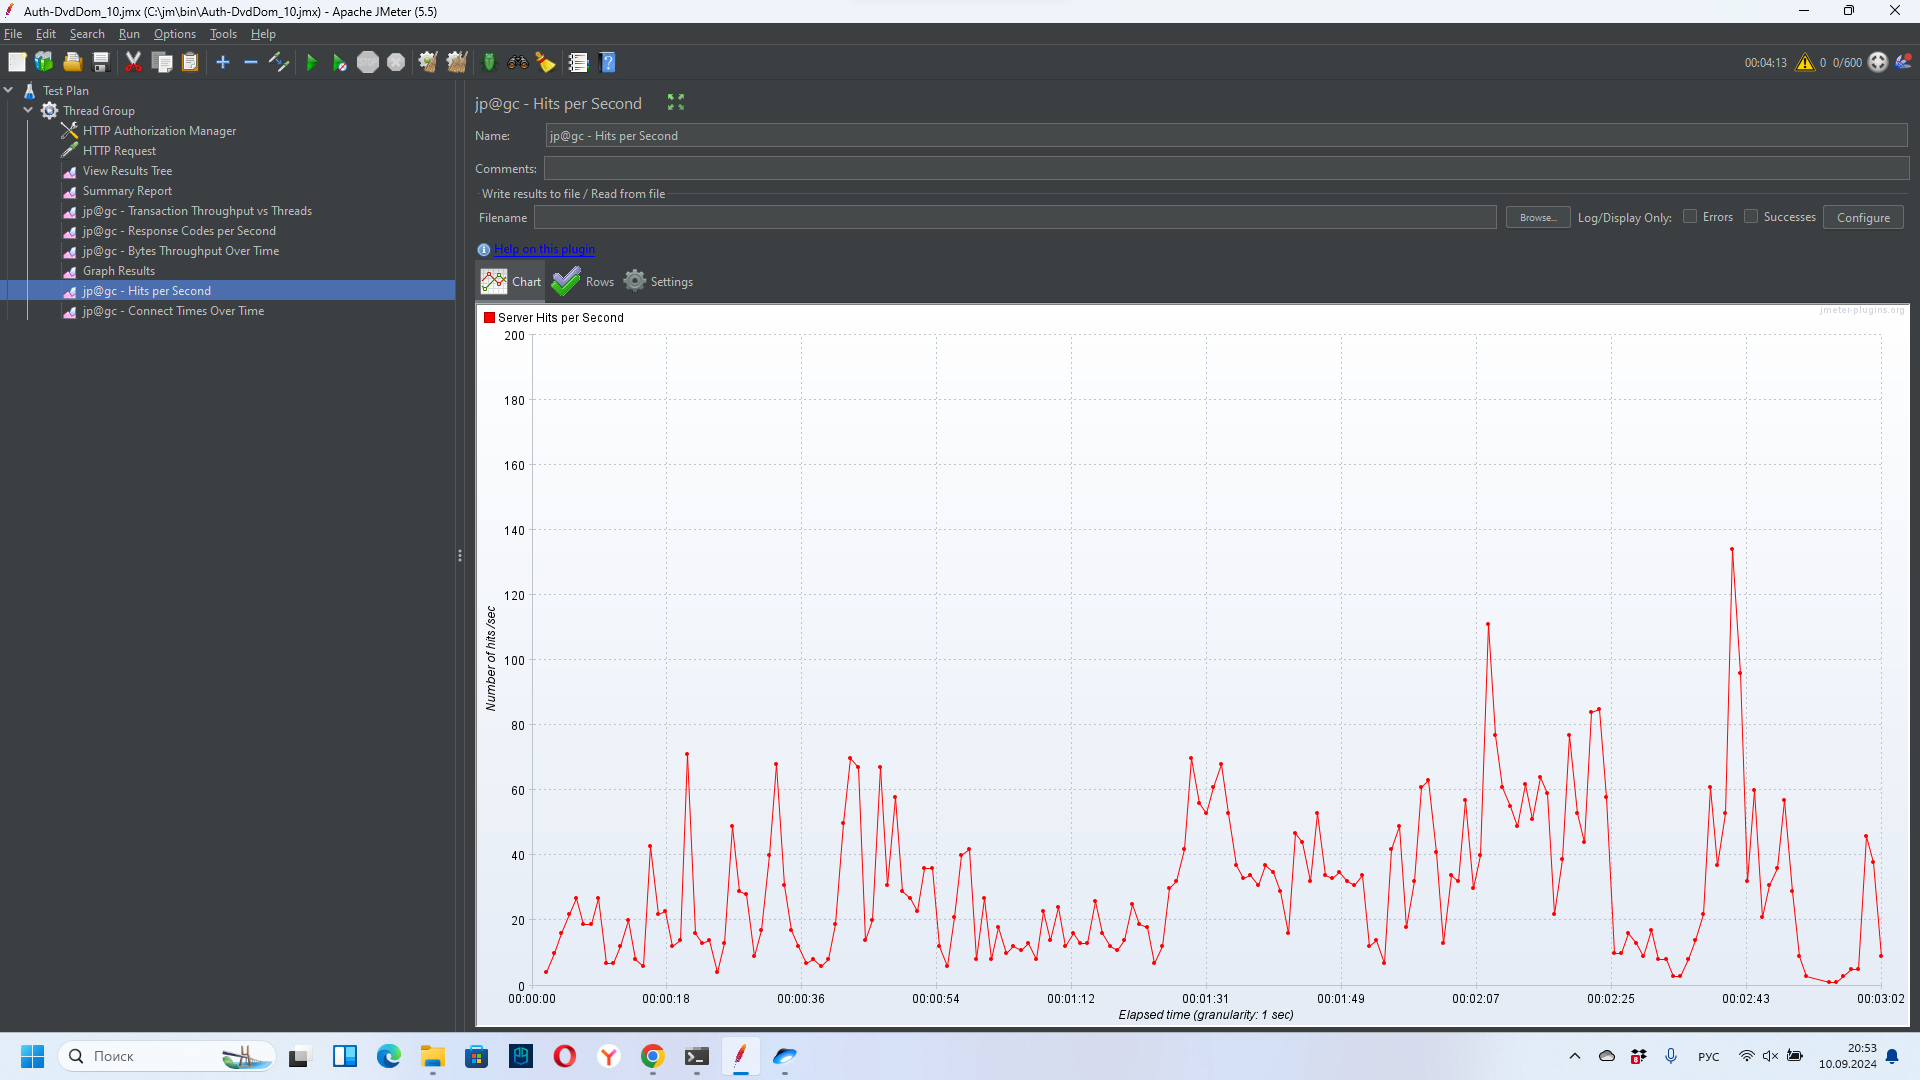 Auth-DvdDom_10.jmx (C:\jm\bin\Auth-DvdDom_10.jmx) - Apache JMeter (5.5)
File Edit Search Run Options Tools Help
STOP
00:04:13 0 0/600
Test Plan
Thread Group
HTTP Authorization Manager
HTTP Request
View Results Tree
Summary Report
jp@gc - Transaction Throughput vs Threads
jp@gc - Response Codes per Second
jp@gc - Bytes Throughput Over Time
Graph Results
jp@gc - Hits per Second
jp@gc - Connect Times Over Time
jp@gc - Hits per Second
Name: jp@gc - Hits per Second
Comments:
Write results to file / Read from file
Filename Browse... Log/Display Only: Errors Successes Configure
Help on this plugin
Chart Rows Settings
Server Hits per Second
jmeter-plugins.org
200
180
160
140
120
100
80
60
40
20
0
Number of hits /sec
00:00:00 00:00:18 00:00:36 00:00:54 00:01:12 00:01:31 00:01:49 00:02:07 00:02:25 00:02:43 00:03:02
Elapsed time (granularity: 1 sec)
Поиск
РУС
20:53
10.09.2024